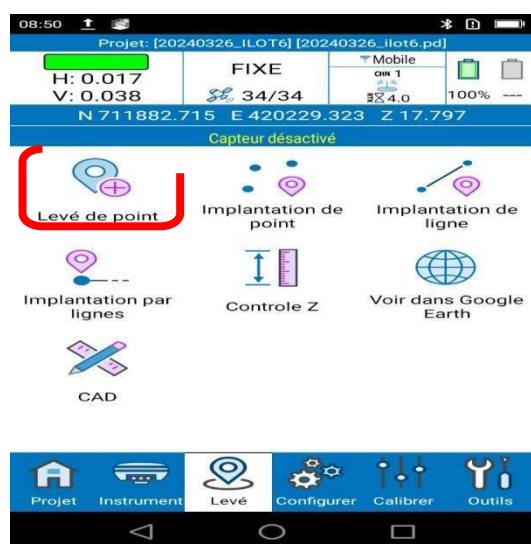 08:50
Projet: [20240326_ILOT6] [20240326_ilot6.pd]
H: 0.017
V: 0.038
FIXE
34/34
Mobile
CHN 1
4.0
100%
---
N 711882.715 E 420229.323 Z 17.797
Capteur désactivé
Levé de point
Implantation de
point
Implantation de
ligne
Implantation par
lignes
Controle Z
Voir dans Google
Earth
CAD
Projet
Instrument
Levé
Configurer
Calibrer
Outils